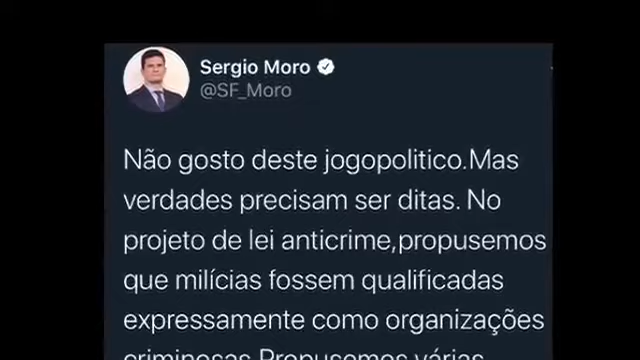 Sergio Moro
@SF_Moro
Não gosto deste jogopolitico.Mas
verdades precisam ser ditas. No
projeto de lei anticrime,propusemos
que milícias fossem qualificadas
expressamente como organizações
criminosas.Propusemos várias